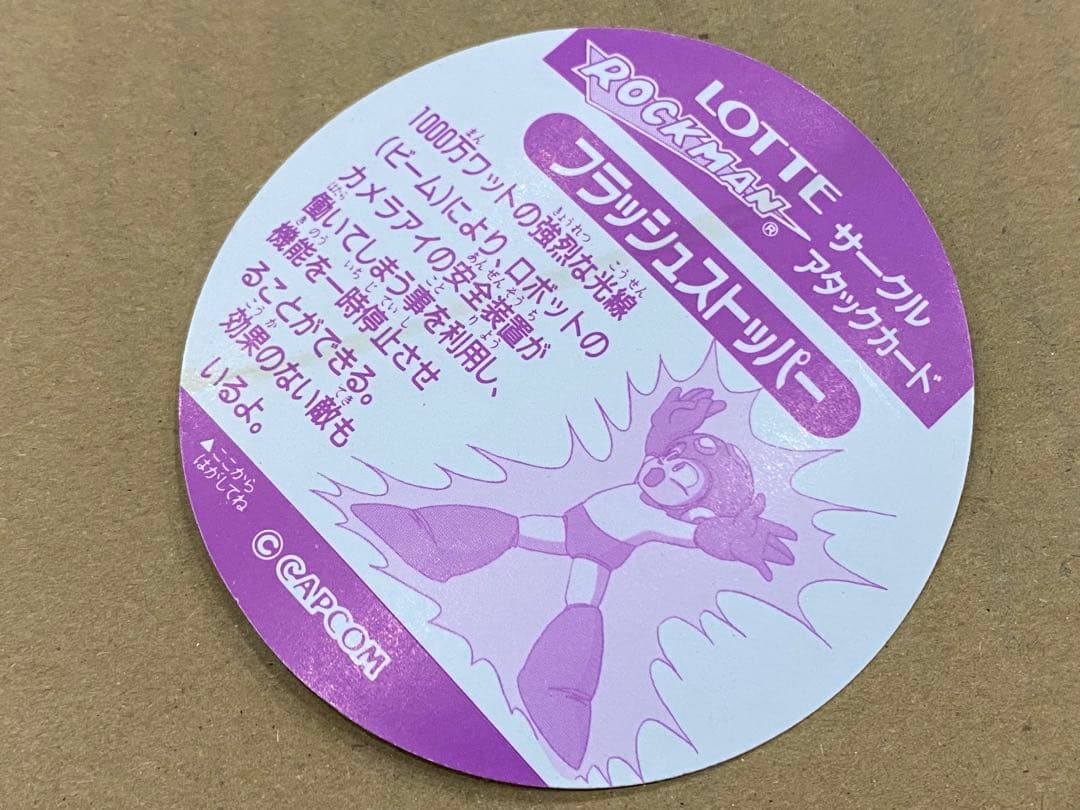 LOTTE サークル
アタックカード
ROCKMAN®
フラッシュストッパー
1000万ワットの強烈な光線
(ビーム)により、ロボットの
カメラアイの安全装置が
働いてしまう事を利用し、
機能を一時停止させ
ることができる。
効果のない敵も
いるよ。
▲ここから
はがしてね
©CAPCOM